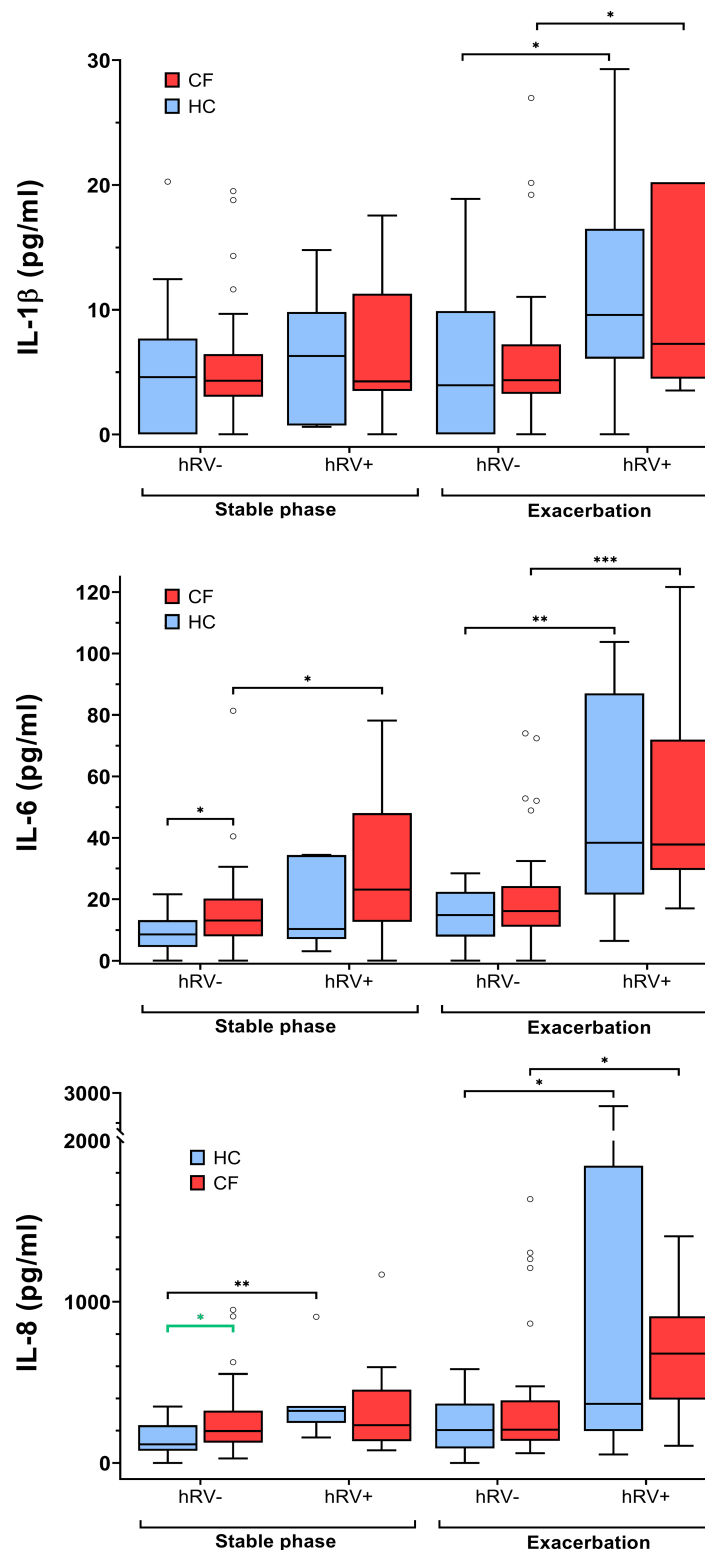 *
*
30
CF
HC
20
10
0
IL-1β (pg/ml)
hRV-
hRV+
hRV-
hRV+
Stable phase
Exacerbation
***
120
CF
HC
**
100
*
80
60
*
40
20
0
IL-6 (pg/ml)
hRV-
hRV+
hRV-
hRV+
Stable phase
Exacerbation
*
*
3000
2000
HC
CF
**
*
1000
0
IL-8 (pg/ml)
hRV-
hRV+
hRV-
hRV+
Stable phase
Exacerbation